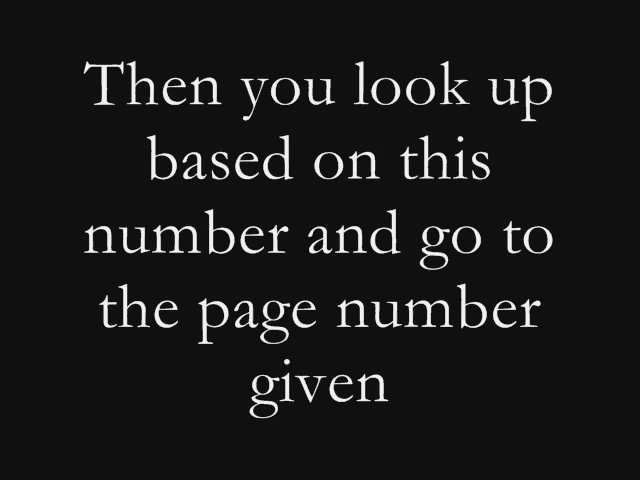 Then you look up
based on this
number and go to
the page number
given